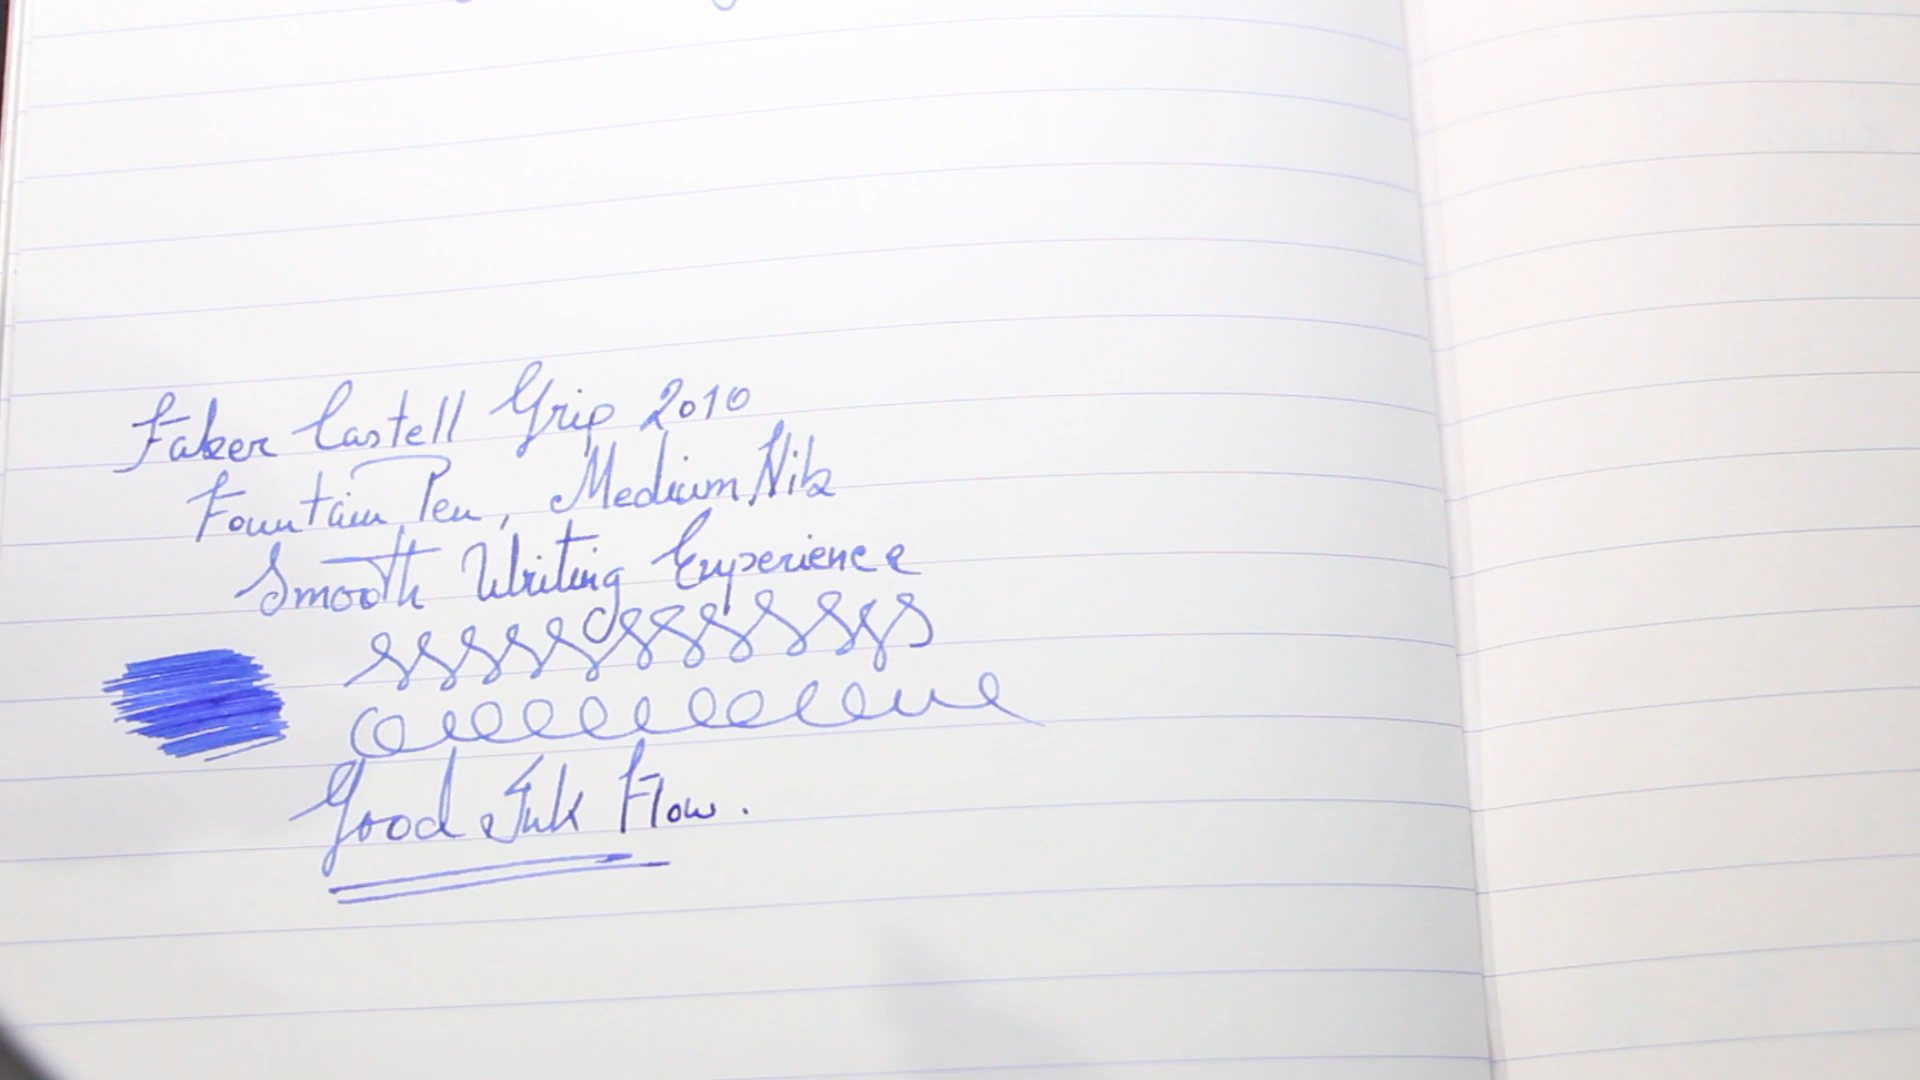 Faber Castell Grip 2010
Fountain Pen, Medium Nib
Smooth Writing Experience
Good Ink Flow.